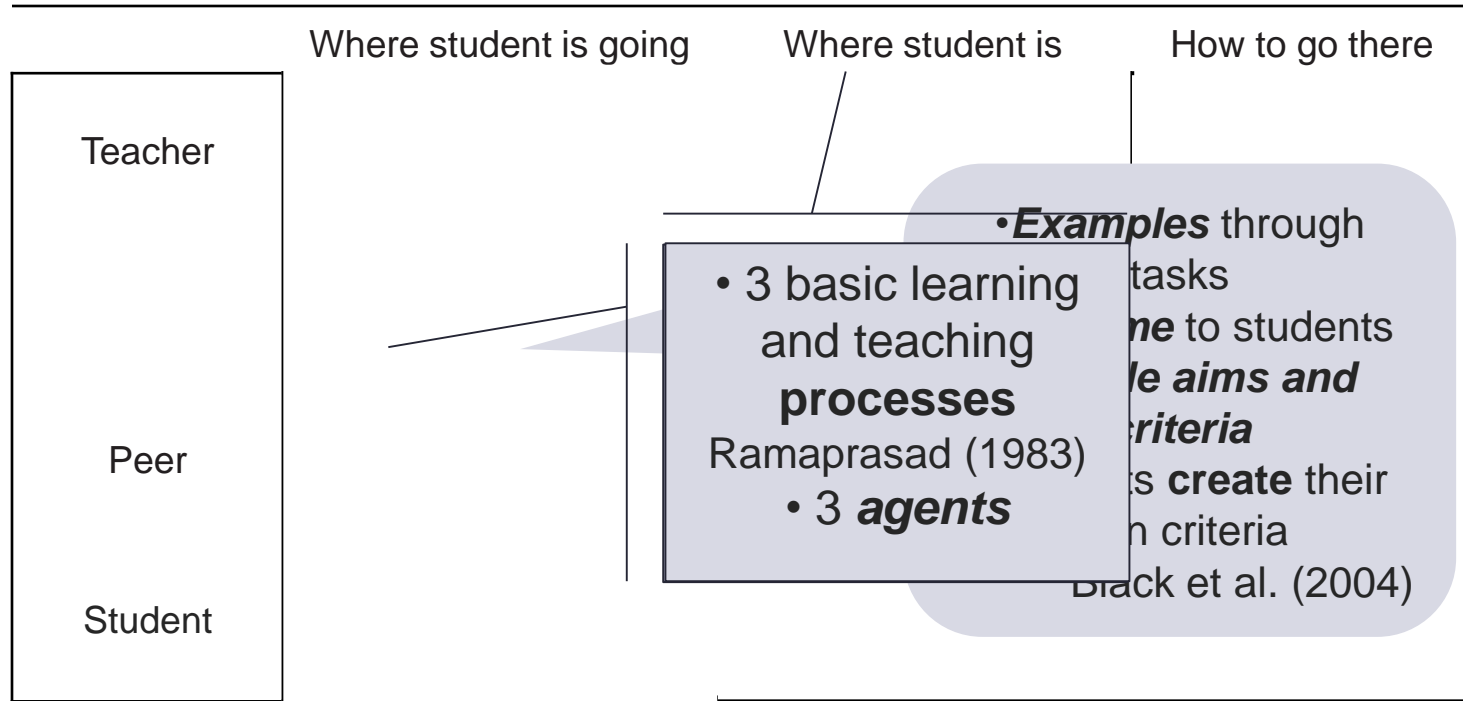 Where student is going Where student is How to go there
Teacher
Peer
Student
• 3 basic learning
and teaching
processes
Ramaprasad (1983)
• 3 agents
•Examples through
tasks
to students
aims and
create their
criteria
Black et al. (2004)